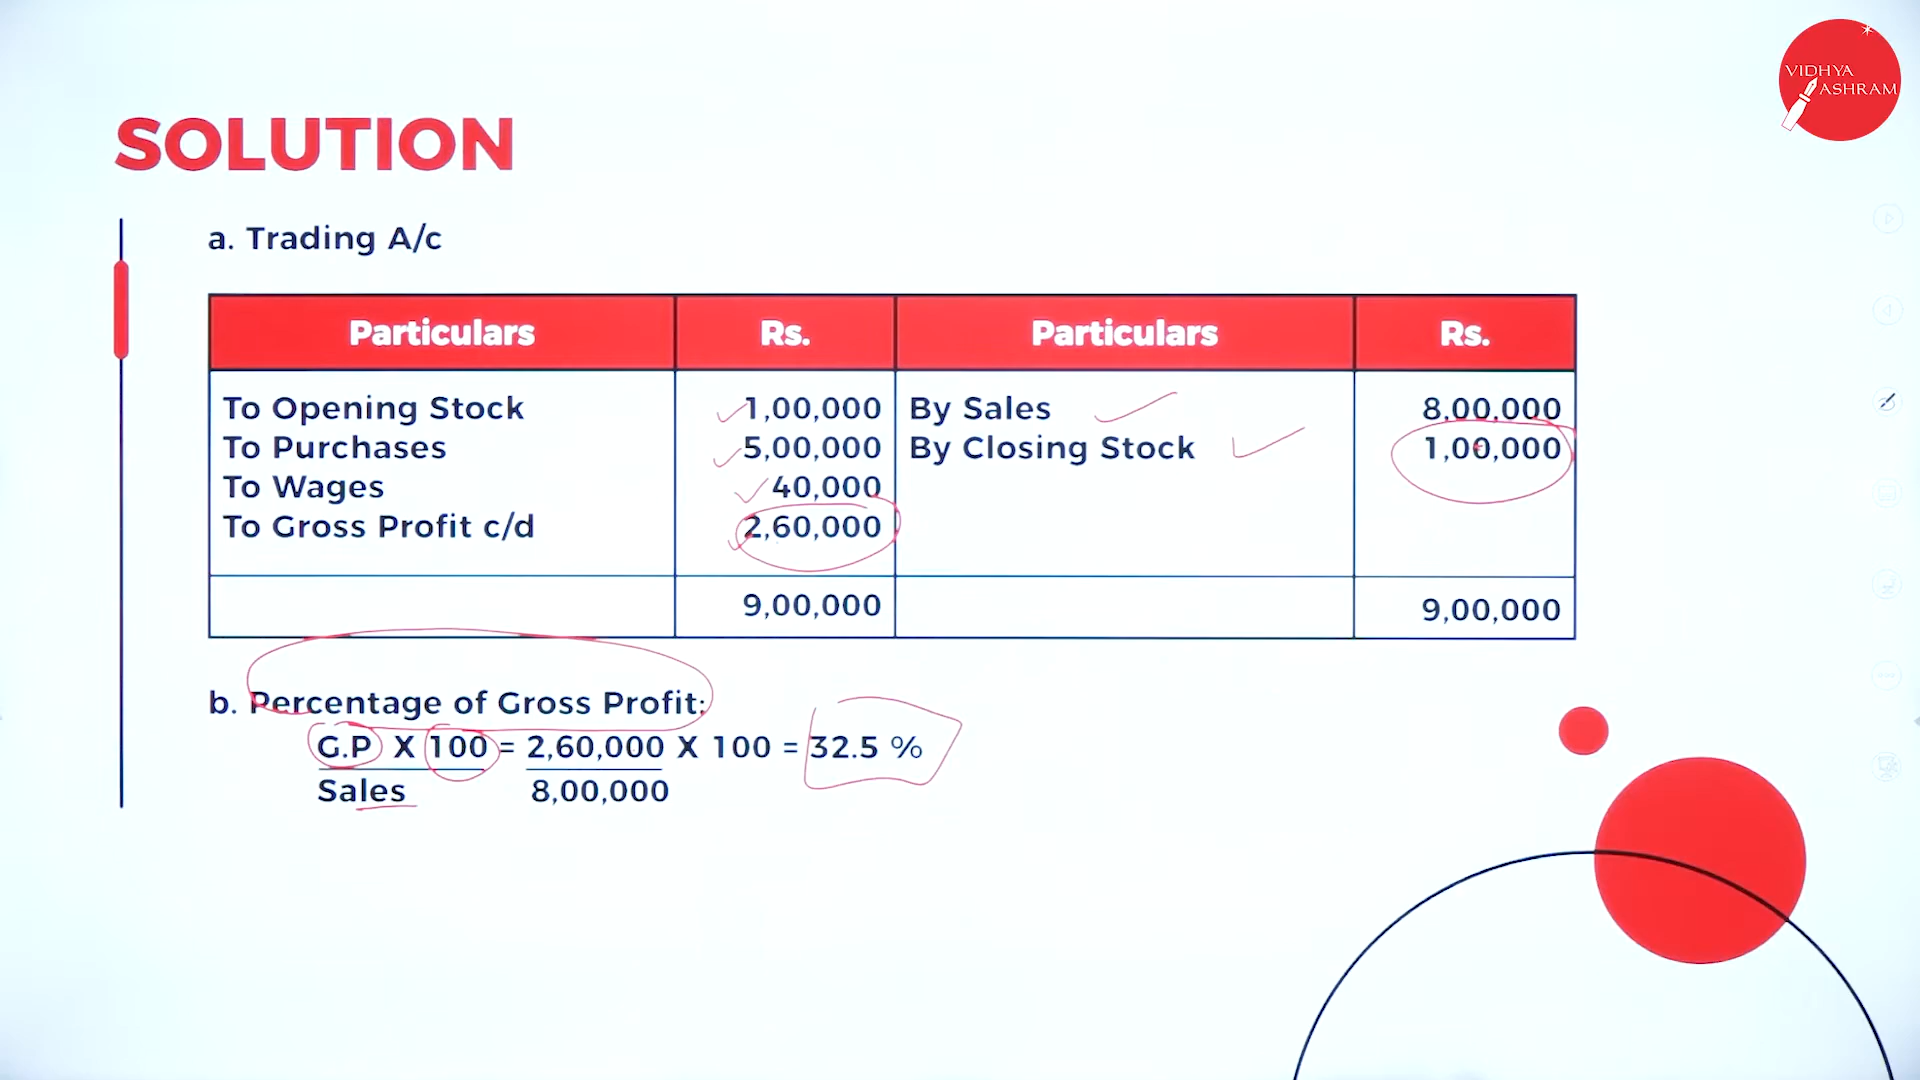 VIDHYA
ASHRAM
SOLUTION
a. Trading A/c
Particulars Rs. Particulars Rs.
To Opening Stock 1,00,000 By Sales 8,00,000
To Purchases 5,00,000 By Closing Stock 1,00,000
To Wages 40,000
To Gross Profit c/d 2,60,000
9,00,000 9,00,000
b. Percentage of Gross Profit:
G.P X 100 = 2,60,000 X 100 = 32.5 %
Sales 8,00,000